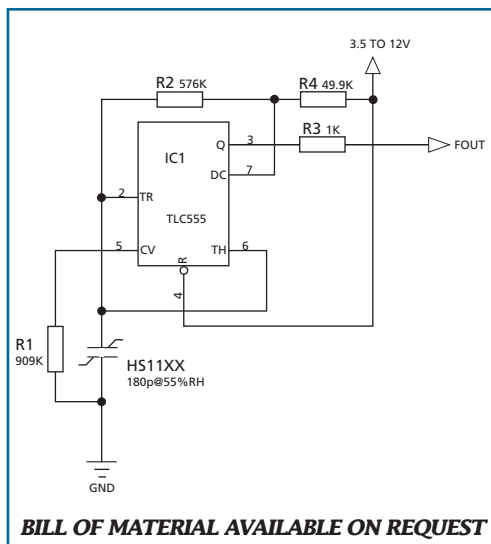 3.5 TO 12V
R2 576K
R4 49.9K
R3 1K
IC1
Q
3
FOUT
DC
7
2
TR
TLC555
5
CV
TH
6
R
4
R1
909K
HS11XX
180p@55%RH
GND
BILL OF MATERIAL AVAILABLE ON REQUEST